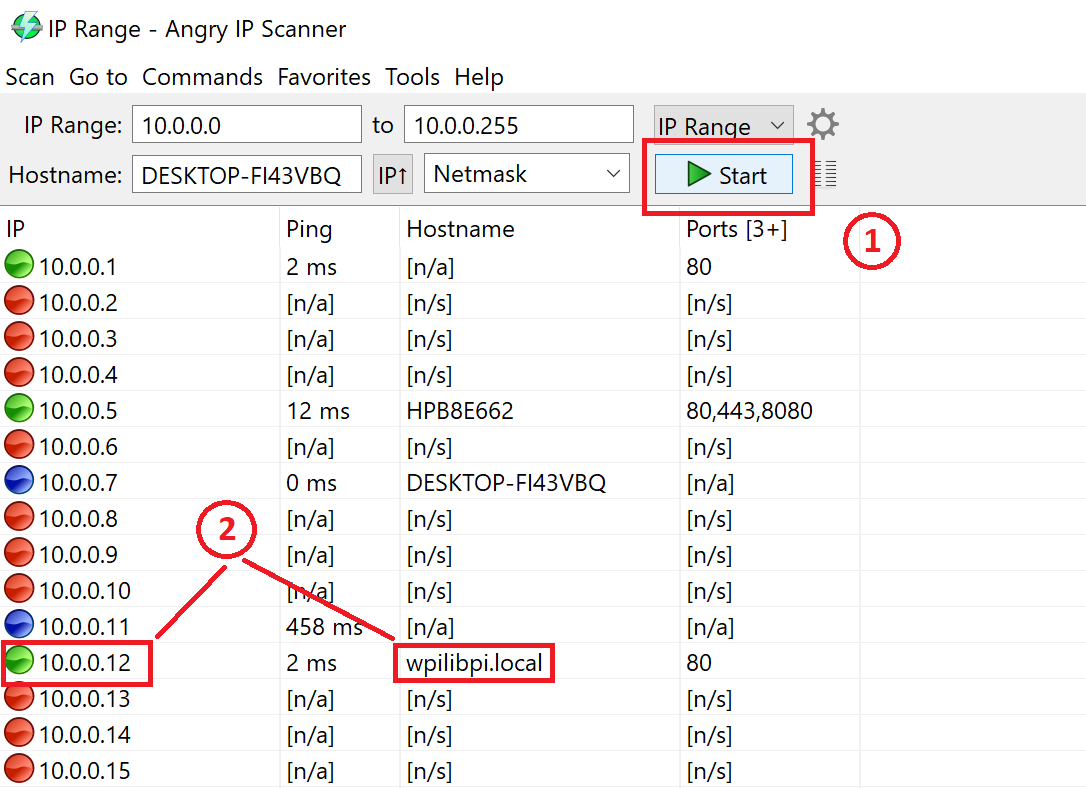 IP Range - Angry IP Scanner
Scan Go to Commands Favorites Tools Help
IP Range: 10.0.0.0 to 10.0.0.255 IP Range
Hostname: DESKTOP-FI43VBQ IP↑ Netmask Start
IP Ping Hostname Ports [3+]
1
10.0.0.1 2 ms [n/a] 80
10.0.0.2 [n/a] [n/s] [n/s]
10.0.0.3 [n/a] [n/s] [n/s]
10.0.0.4 [n/a] [n/s] [n/s]
10.0.0.5 12 ms HPB8E662 80,443,8080
10.0.0.6 [n/a] [n/s] [n/s]
10.0.0.7 0 ms DESKTOP-FI43VBQ [n/a]
10.0.0.8 [n/a] [n/s] [n/s]
2
10.0.0.9 [n/a] [n/s] [n/s]
10.0.0.10 [n/a] [n/s] [n/s]
10.0.0.11 458 ms [n/a] [n/a]
10.0.0.12 2 ms wpilibpi.local 80
10.0.0.13 [n/a] [n/s] [n/s]
10.0.0.14 [n/a] [n/s] [n/s]
10.0.0.15 [n/a] [n/s] [n/s]